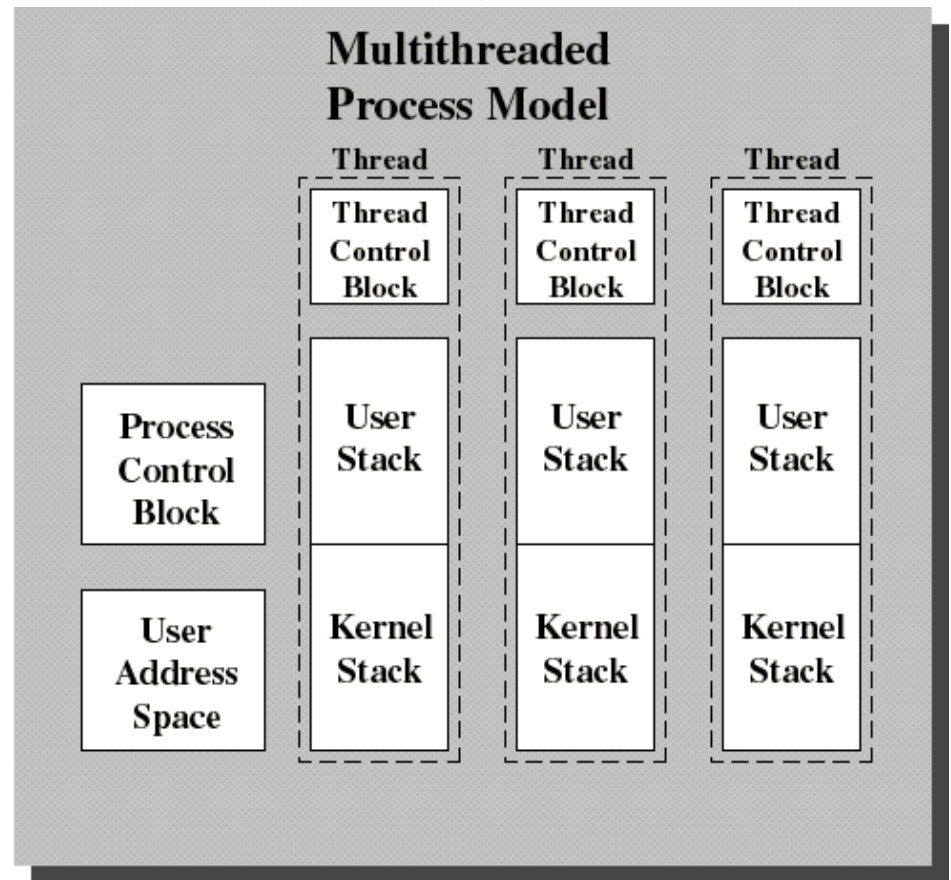 Multithreaded
Process Model
Thread
Thread
Thread
Thread
Control
Block
Thread
Control
Block
Thread
Control
Block
Process
Control
Block
User
Address
Space
User
Stack
User
Stack
User
Stack
Kernel
Stack
Kernel
Stack
Kernel
Stack